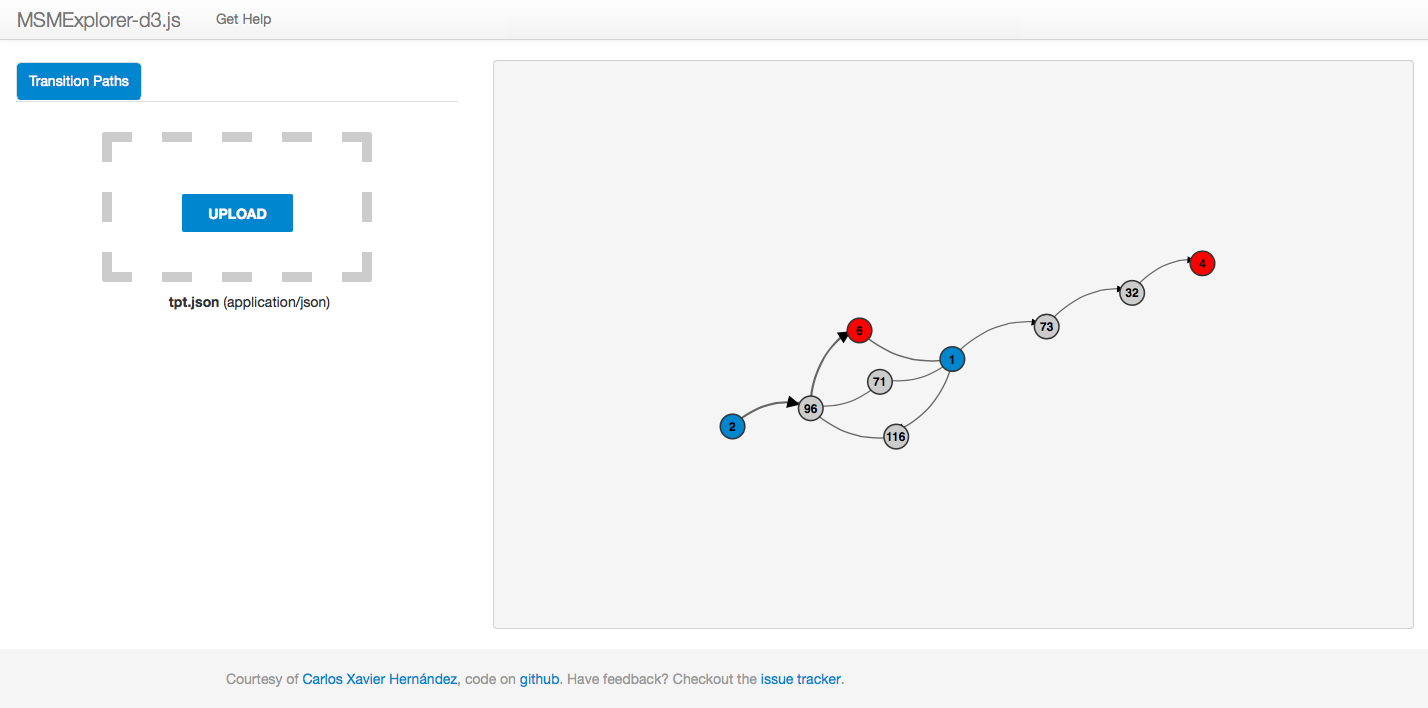 MSMExplorer-d3.js Get Help
Transition Paths
UPLOAD
tpt.json (application/json)
4
32
73
6
1
71
96
2
116
Courtesy of Carlos Xavier Hernández, code on github. Have feedback? Checkout the issue tracker.